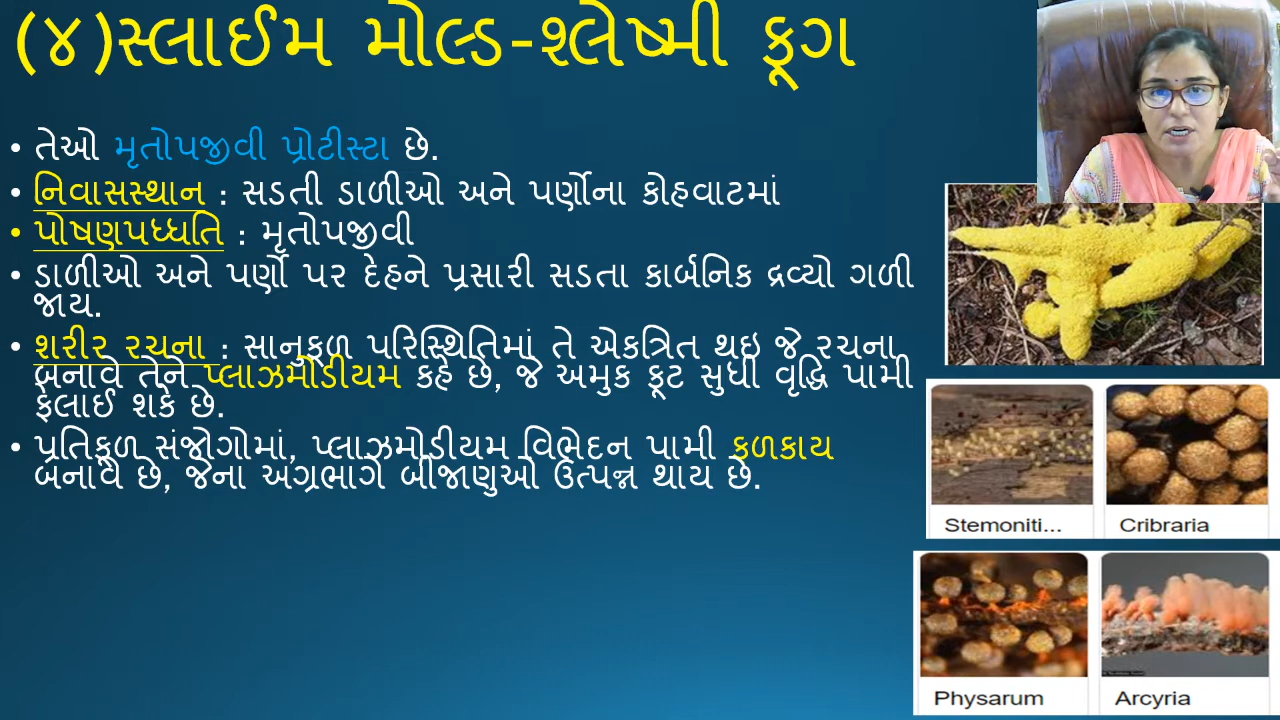 (૪)સ્લાઈમ મોલ્ડ-શ્લેષ્મી ફૂગ
• તેઓ મૃતોપજીવી પ્રોટીસ્ટા છે.
• નિવાસસ્થાન : સડતી ડાળીઓ અને પર્ણોના કોહવાટમાં
• પોષણપધ્ધતિ : મૃતોપજીવી
• ડાળીઓ અને પર્ણો પર દેહને પ્રસારી સડતા કાર્બનિક દ્રવ્યો ગળી
જાય.
• શરીર રચના : સાનુકૂળ પરિસ્થિતિમાં તે એકત્રિત થઇ જે રચના
બનાવે તેને પ્લાઝમોડીયમ કહે છે, જે અમુક ફૂટ સુધી વૃદ્ધિ પામી
ફેલાઈ શકે છે.
• પ્રતિકૂળ સંજોગોમાં, પ્લાઝમોડીયમ વિભેદન પામી ફળકાય
બનાવે છે, જેના અગ્રભાગે બીજાણુઓ ઉત્પન્ન થાય છે.
Stemoniti...
Cribraria
Physarum
Arcyria